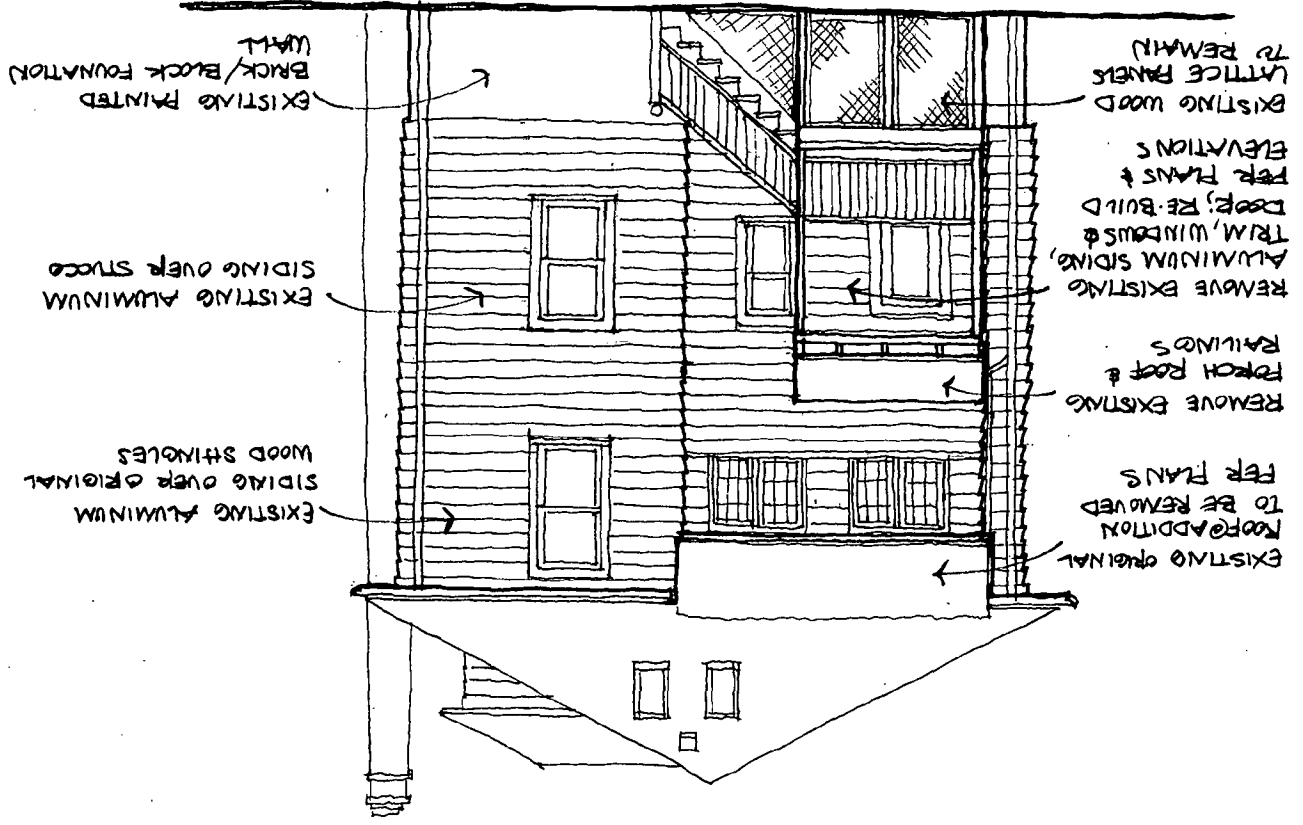 EXISTING ORIGINAL
ROOF@ADDITION
TO BE REMOVED
PER PLANS
REMOVE EXISTING
PORCH ROOF &
RAILINGS
REMOVE EXISTING
ALUMINUM SIDING,
TRIM, WINDOWS &
DOOR; RE-BUILD
PER PLANS &
ELEVATIONS
EXISTING WOOD
LATTICE PANELS
TO REMAIN
EXISTING ALUMINUM
SIDING OVER ORIGINAL
WOOD SHINGLES
EXISTING ALUMINUM
SIDING OVER STUCCO
EXISTING PAINTED
BRICK/BLOCK FOUNATION
WALL